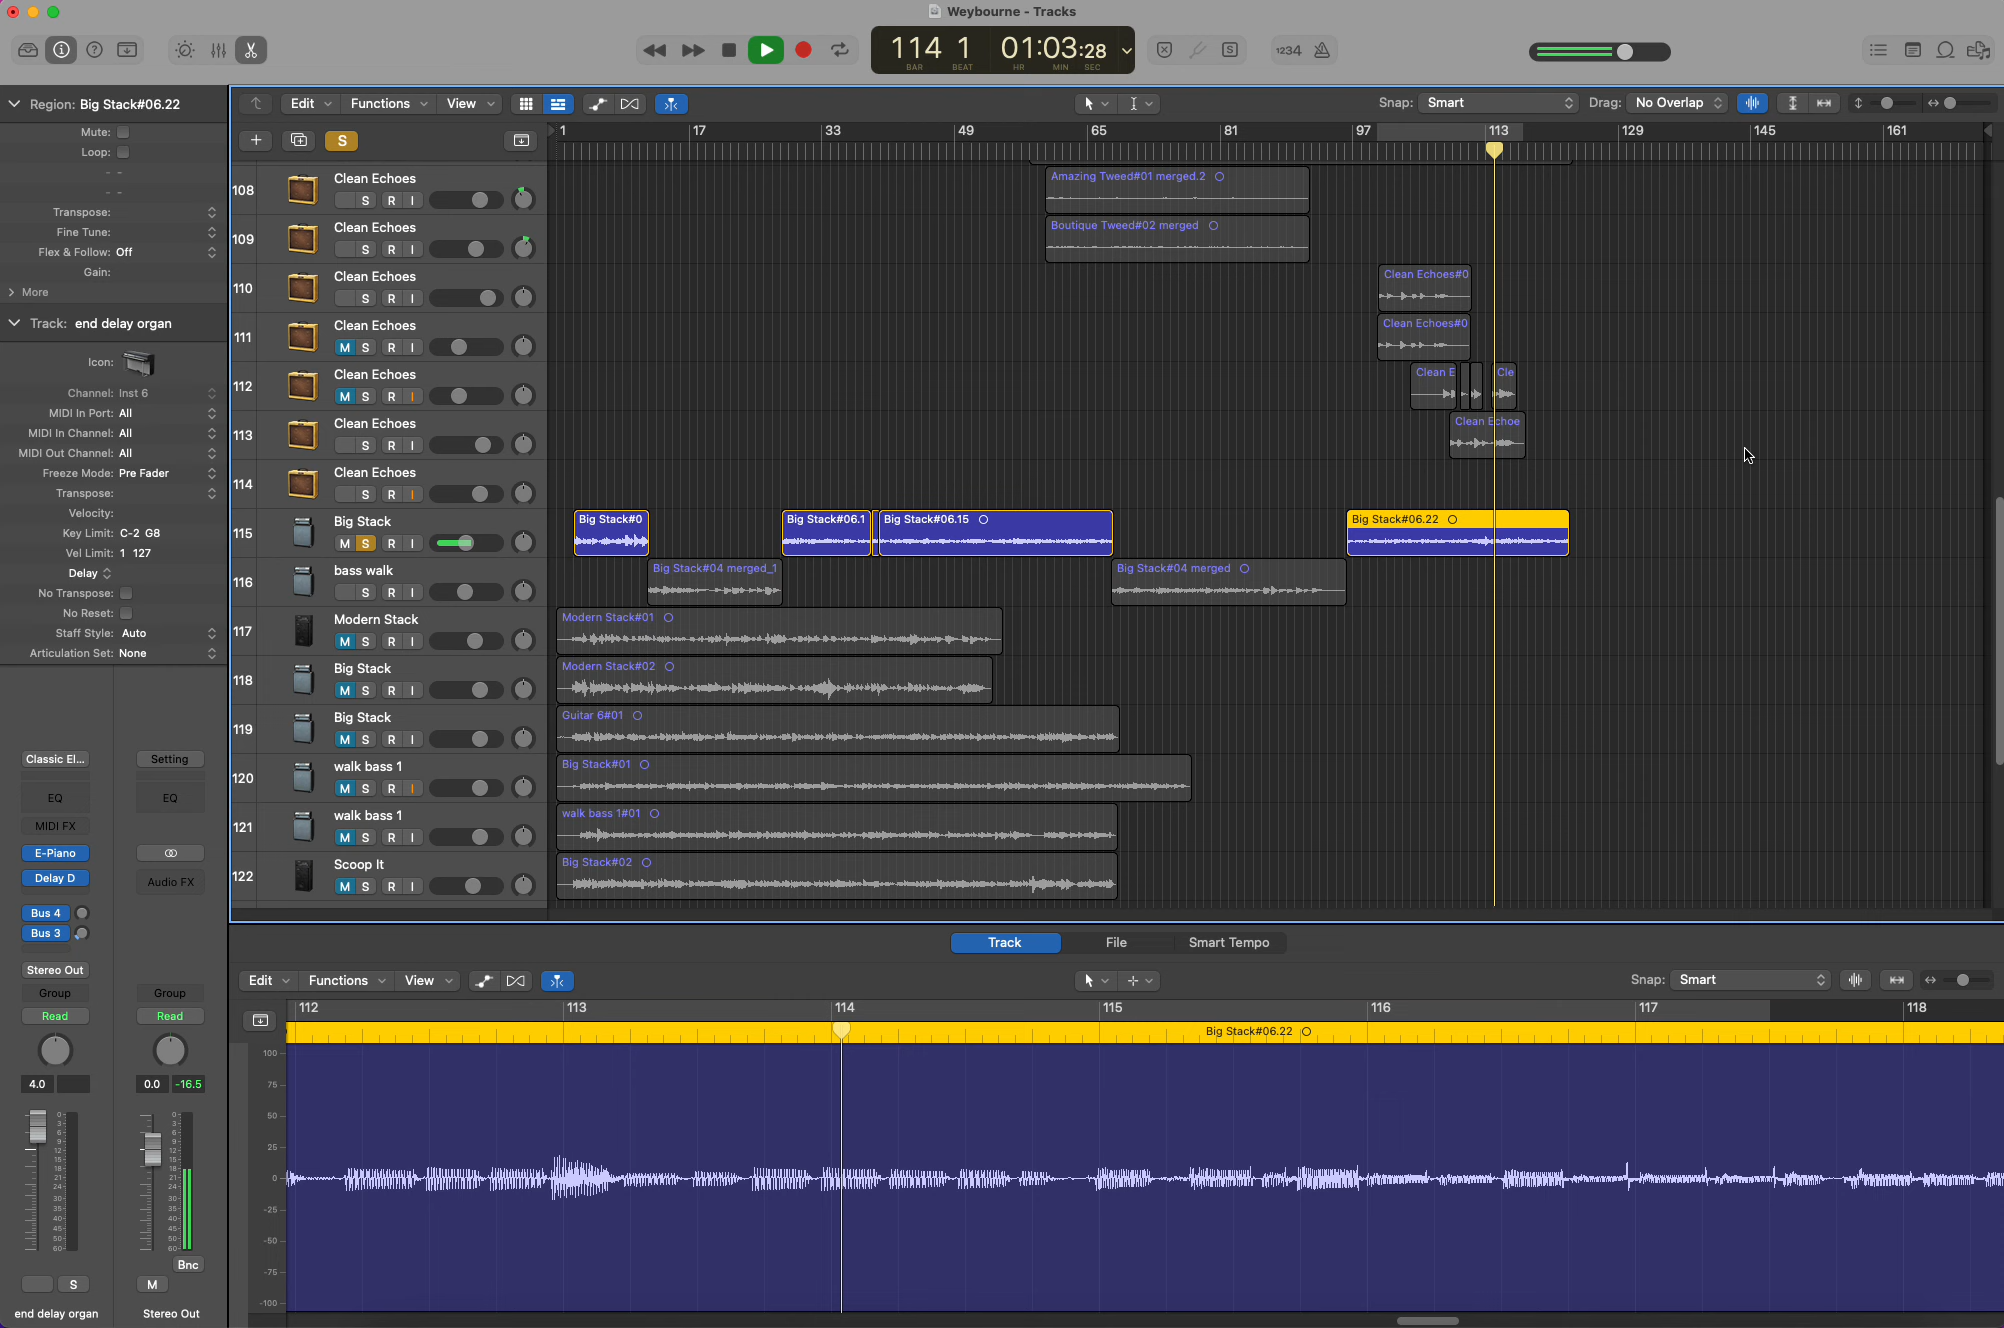 Weybourne - Tracks
114 1
BAR BEAT
01:03:28
HR MIN SEC
S
1234
Region: Big Stack#06.22
Mute:
Loop:
Transpose:
Fine Tune:
Flex & Follow: Off
Gain:
More
Track: end delay organ
Icon:
Channel: Inst 6
MIDI In Port: All
MIDI In Channel: All
MIDI Out Channel: All
Freeze Mode: Pre Fader
Transpose:
Velocity:
Key Limit: C-2 G8
Vel Limit: 1 127
Delay
No Transpose:
No Reset:
Staff Style: Auto
Articulation Set: None
Classic El... Setting
EQ EQ
MIDI FX
E-Piano
Delay D Audio FX
Bus 4
Bus 3
Stereo Out
Group Group
Read Read
4.0 0.0 -16.5
Bnc
S M
end delay organ Stereo Out
Edit Functions View
Snap: Smart Drag: No Overlap
S
1 17 33 49 65 81 97 113 129 145 161
108 Clean Echoes S R I
Amazing Tweed#01 merged.2
109 Clean Echoes S R I
Boutique Tweed#02 merged
110 Clean Echoes S R I
Clean Echoes#0
111 Clean Echoes M S R I
Clean Echoes#0
112 Clean Echoes M S R I
Clean E Cle
113 Clean Echoes S R I
Clean Echoe
114 Clean Echoes S R I
115 Big Stack M S R I
Big Stack#0 Big Stack#06.1 Big Stack#06.15 Big Stack#06.22
116 bass walk S R I
Big Stack#04 merged_1 Big Stack#04 merged
117 Modern Stack M S R I
Modern Stack#01
118 Big Stack M S R I
Modern Stack#02
119 Big Stack M S R I
Guitar 6#01
120 walk bass 1 M S R I
Big Stack#01
121 walk bass 1 M S R I
walk bass 1#01
122 Scoop It M S R I
Big Stack#02
Track File Smart Tempo
Edit Functions View
Snap: Smart
112 113 114 115 116 117 118
Big Stack#06.22
100
75
50
25
0
-25
-50
-75
-100